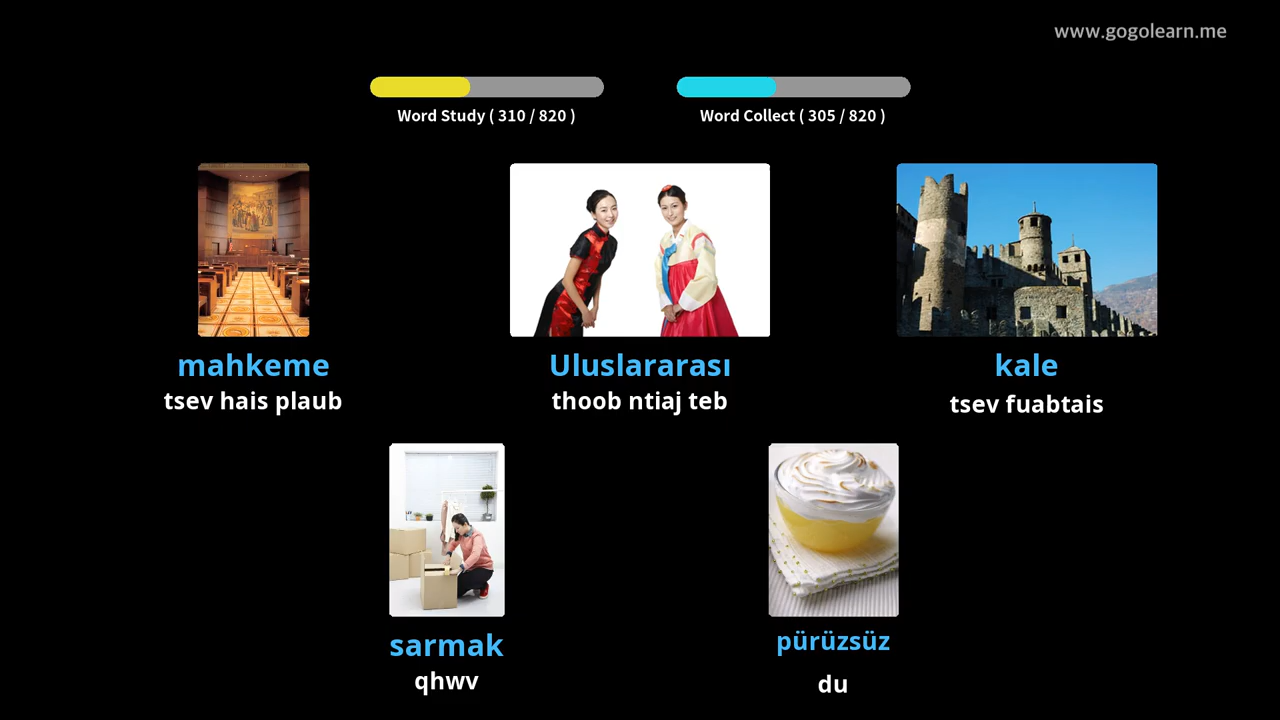 www.gogolearn.me
Word Study ( 310 / 820 )
Word Collect ( 305 / 820 )
mahkeme
tsev hais plaub
Uluslararası
thoob ntiaj teb
kale
tsev fuabtais
sarmak
qhwv
pürüzsüz
du